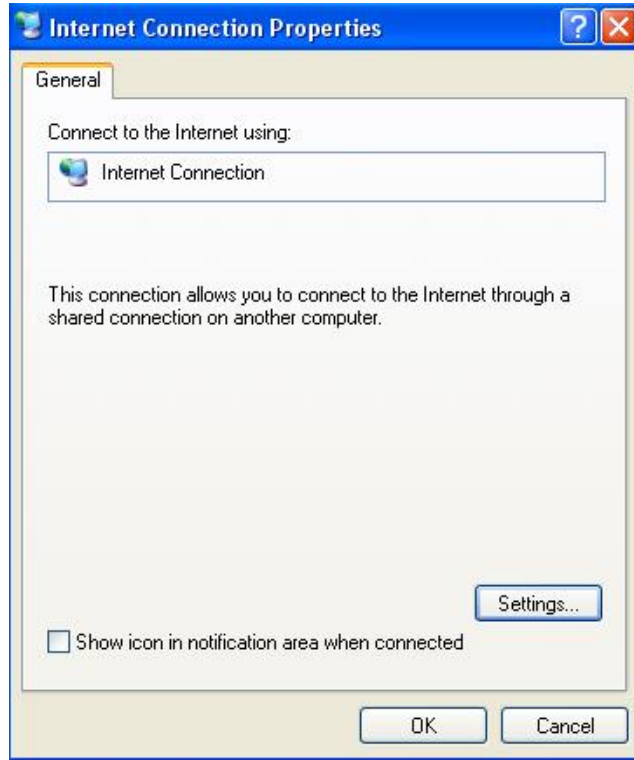 Internet Connection Properties
General
Connect to the Internet using:
Internet Connection
This connection allows you to connect to the Internet through a
shared connection on another computer.
Settings...
Show icon in notification area when connected
OK
Cancel